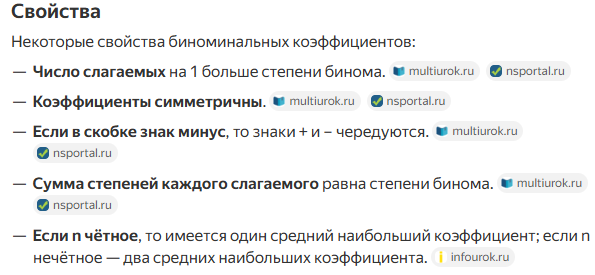 Свойства
Некоторые свойства биноминальных коэффициентов:
— Число слагаемых на 1 больше степени бинома. multiurok.ru nsportal.ru
— Коэффициенты симметричны. multiurok.ru nsportal.ru
— Если в скобке знак минус, то знаки + и – чередуются. multiurok.ru
nsportal.ru
— Сумма степеней каждого слагаемого равна степени бинома. multiurok.ru
nsportal.ru
— Если n чётное, то имеется один средний наибольший коэффициент; если n
нечётное — два средних наибольших коэффициента. infourok.ru